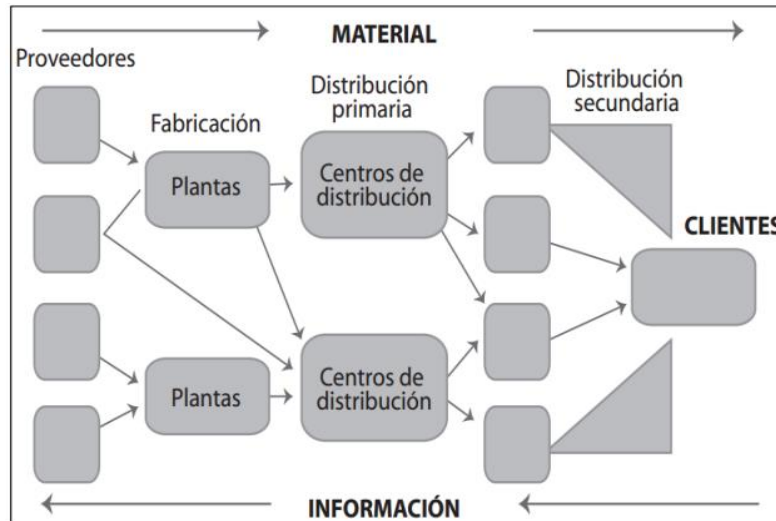 MATERIAL
Proveedores
Fabricación
Distribución
primaria
Distribución
secundaria
Plantas
Centros de
distribución
CLIENTES
Plantas
Centros de
distribución
INFORMACIÓN